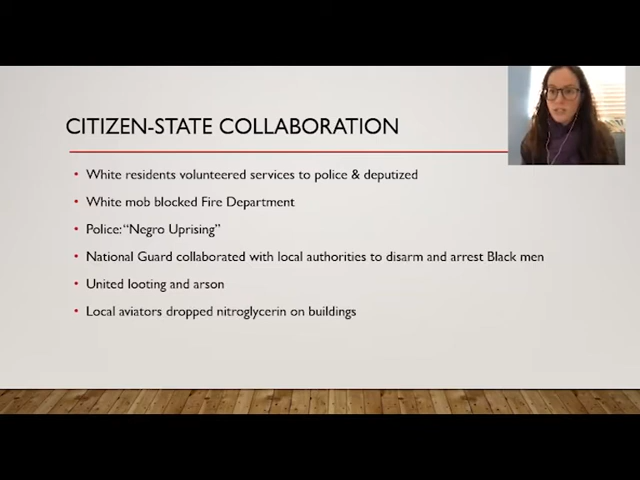 CITIZEN-STATE COLLABORATION
• White residents volunteered services to police & deputized
• White mob blocked Fire Department
• Police: “Negro Uprising”
• National Guard collaborated with local authorities to disarm and arrest Black men
• United looting and arson
• Local aviators dropped nitroglycerin on buildings